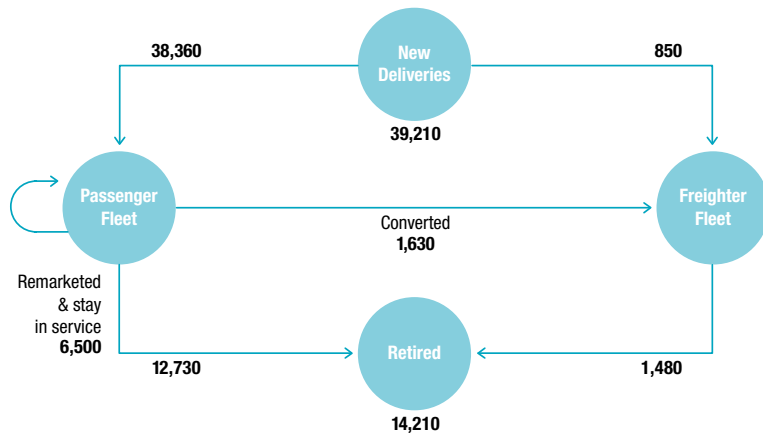 38,360
New
Deliveries
850
39,210
Passenger
Fleet
Freighter
Fleet
Converted
1,630
Remarketed
& stay
in service
6,500
Retired
12,730
1,480
14,210